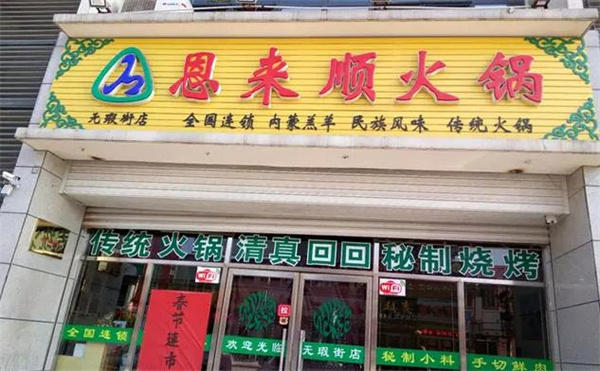 恩来顺火锅
无瑕街店 全国连锁 内蒙羔羊 民族风味 传统火锅
传统火锅 清真回回 秘制烧烤
WiFi
WiFi
拉
春节延市
全国连锁 欢迎光临 无瑕街店 秘制小料 手切鲜肉